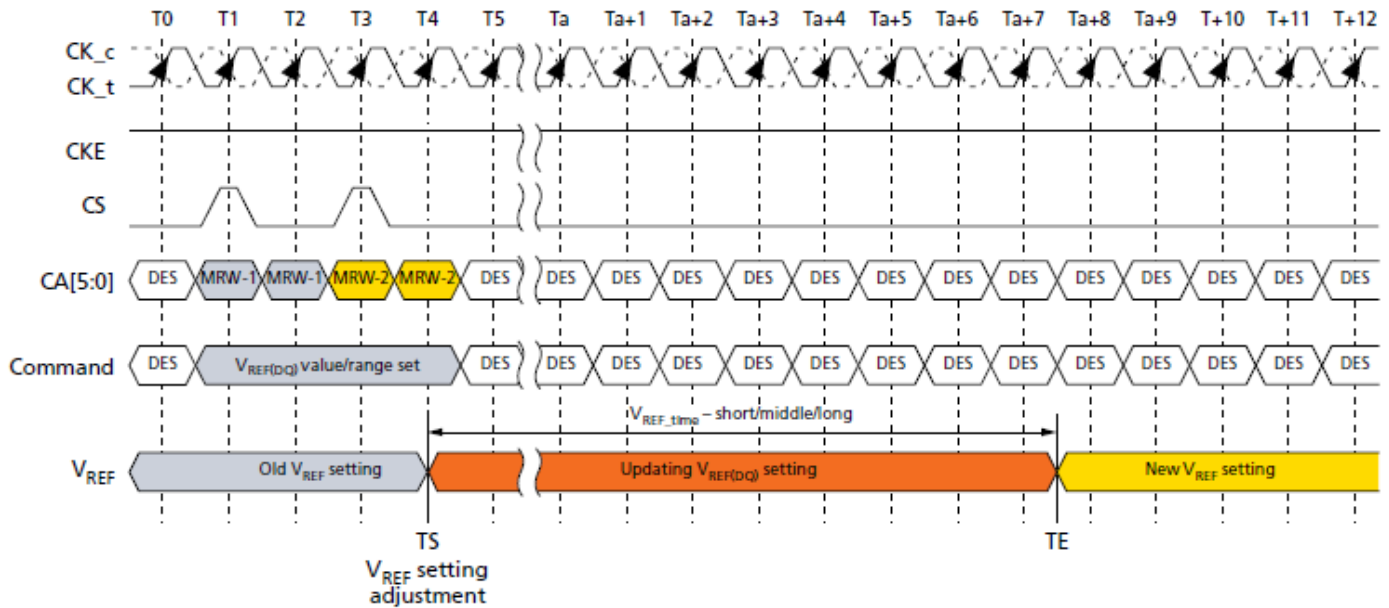 T0 T1 T2 T3 T4 T5 Ta Ta+1 Ta+2 Ta+3 Ta+4 Ta+5 Ta+6 Ta+7 Ta+8 Ta+9 T+10 T+11 T+12
CK_c
CK_t
CKE
CS
CA[5:0] DES MRW-1 MRW-1 MRW-2 MRW-2 DES DES DES DES DES DES DES DES DES DES DES DES DES DES
Command DES VREF(DQ) value/range set DES DES DES DES DES DES DES DES DES DES DES DES DES DES
VREF_time – short/middle/long
VREF Old VREF setting Updating VREF(DQ) setting New VREF setting
TS TE
VREF setting
adjustment